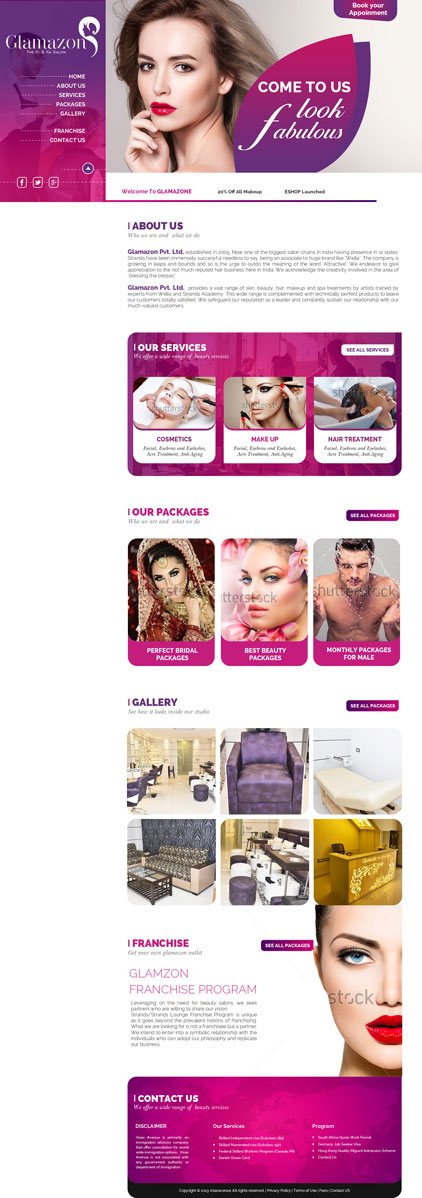 Glamazon
THE KI & KA SALON
HOME
ABOUT US
SERVICES
PACKAGES
GALLERY
FRANCHISE
CONTACT US
Book your
Appoinment
COME TO US
look
fabulous
Welcome To GLAMAZONE
20% Off All Makeup
ESHOP Launched
ABOUT US
Who we are and what we do
Glamazon Pvt. Ltd. established in 2005. Now one of the biggest salon chains in India having presence in 10 states.
Strands have been immensely successful needless to say, being an associate to huge brand like "Wella". The company is
growing in leaps and bounds and so is the urge to outdo the meaning of the word "Attractive". We endeavor to give
appreciation to the not much reputed hair business here in India. We acknowledge the creativity involved in the area of
"dressing the tresses".
Glamazon Pvt. Ltd. provides a vast range of skin, beauty, hair, makeup and spa treatments by artists trained by
experts from Wella and Strands Academy. This wide range is complemented with technically perfect products to leave
our customers totally satisfied. We safeguard our reputation as a leader and constantly sustain our relationship with our
much-valued customers.
OUR SERVICES
We offer a wide range of beauty services
SEE ALL SERVICES
shutterstock
shutterstock
shutterstock
COSMETICS
Facial, Eyebrow and Eyelashes,
Acre Treatment, Anti-Aging
MAKE UP
Facial, Eyebrow and Eyelashes,
Acre Treatment, Anti-Aging
HAIR TREATMENT
Facial, Eyebrow and Eyelashes,
Acre Treatment, Anti-Aging
OUR PACKAGES
Who we are and what we do
SEE ALL PACKAGES
shutterstock
shutterstock
shutterstock
PERFECT BRIDAL
PACKAGES
BEST BEAUTY
PACKAGES
MONTHLY PACKAGES
FOR MALE
GALLERY
See how it looks inside our studio
SEE ALL PACKAGES
FRANCHISE
Get your own glamazon outlet
SEE ALL PACKAGES
GLAMZON
FRANCHISE PROGRAM
Leveraging on the need for beauty salons, we seek
partners who are willing to share our vision.
Strands/Strands Lounge Franchise Program is unique
as it goes beyond the prevalent notions of franchising.
What we are looking for is not a franchisee but a partner.
We intend to enter into a symbolic relationship with the
individuals who can adopt our philosophy and replicate
our business.
CONTACT US
We offer a wide range of beauty services
DISCLAIMER
Visas Avenue is primarily an
immigration advisory company
that offer consultation for world
wide immigration options. Visas
Avenue is not associated with
any government authority or
department of immigration.
Our Services
Skilled Independent visa (Subclass 189)
Skilled Nominated visa (Subclass 190)
Federal Skilled Workers Program (Canada PR)
Danish Green Card
Program
South Africa Quota Work Permit
Germany Job Seeker Visa
Hong Kong Quality Migrant Admission Scheme
Contact Us
Copyright © 2015 visasavenue. All rights reserved. | Privacy Policy | Terms of Use | Fees | Contact US